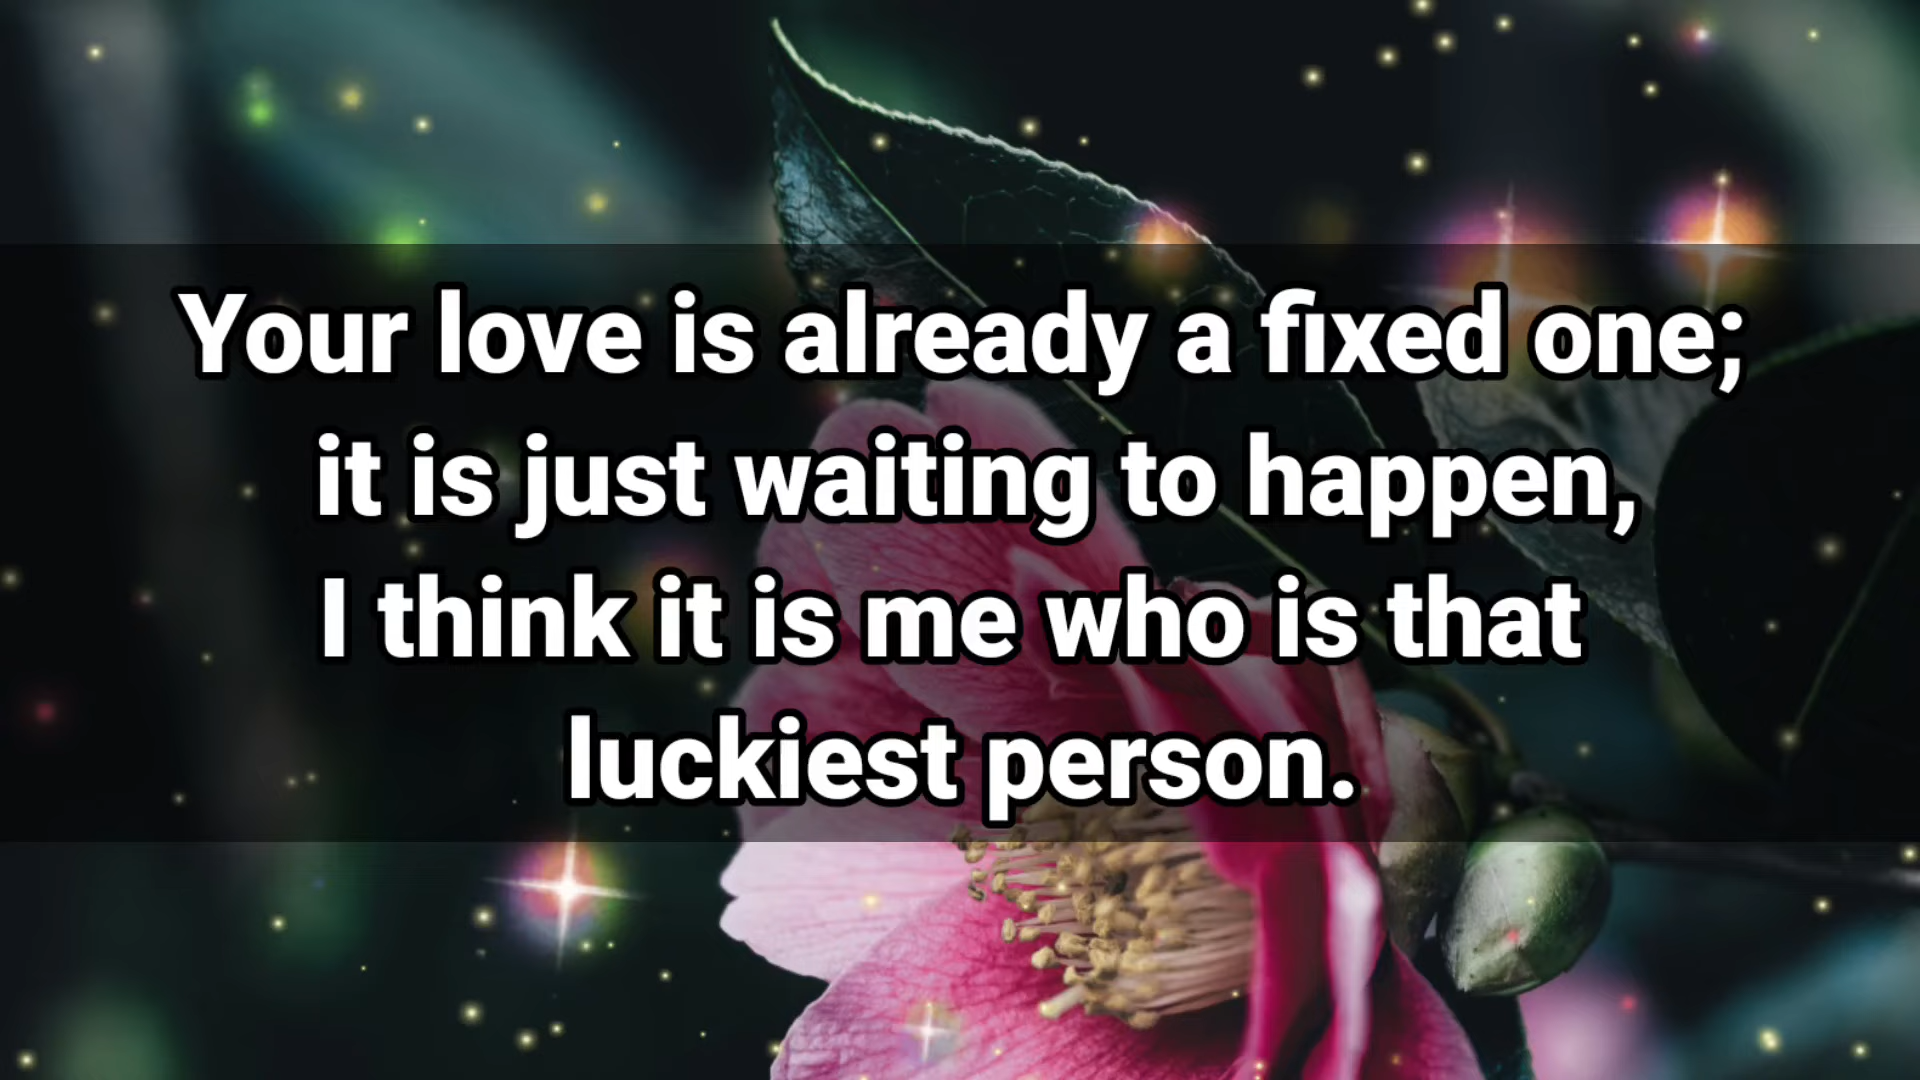 Your love is already a fixed one;
it is just waiting to happen,
I think it is me who is that
luckiest person.